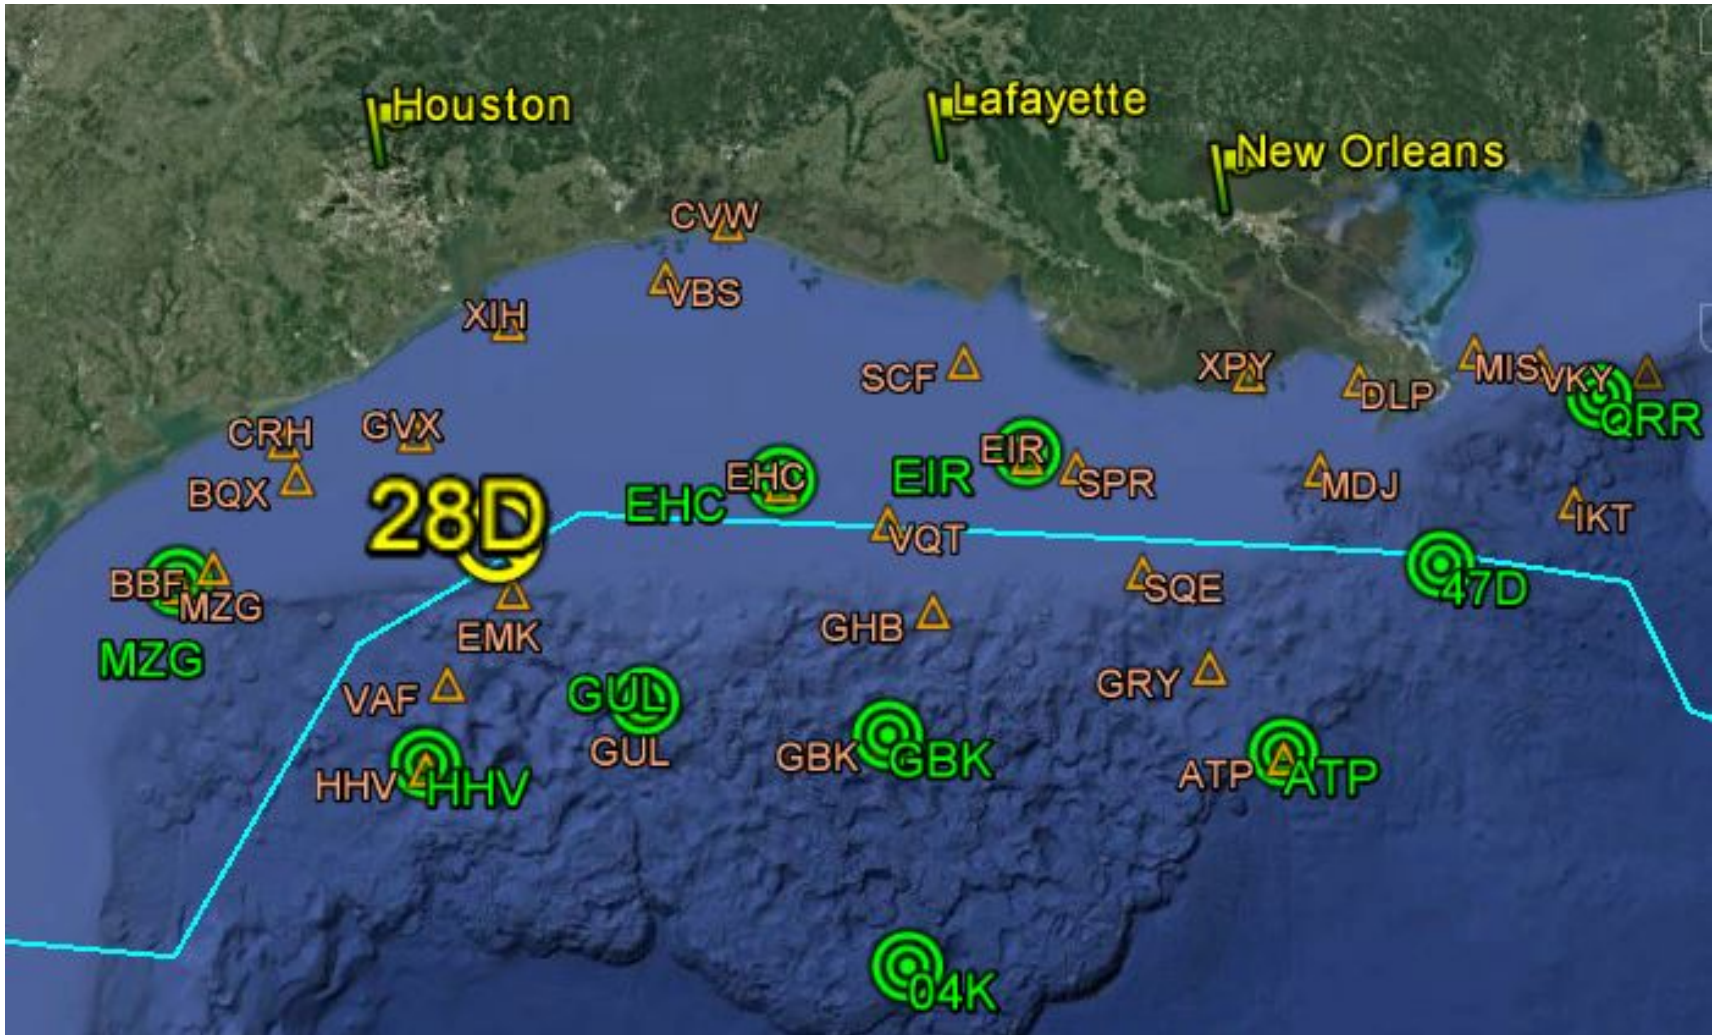 Houston
Lafayette
New Orleans
CVW
VBS
XIH
SCF
XPY
DLP
MIS
VKY
QRR
CRH
GVX
BQX
EHC
EHC
EIR
EIR
SPR
MDJ
IKT
28D
VQT
BBF
MZG
MZG
EMK
SQE
47D
GHB
GRY
VAF
GUL
GUL
GBK
GBK
HHV
HHV
ATP
ATP
04K